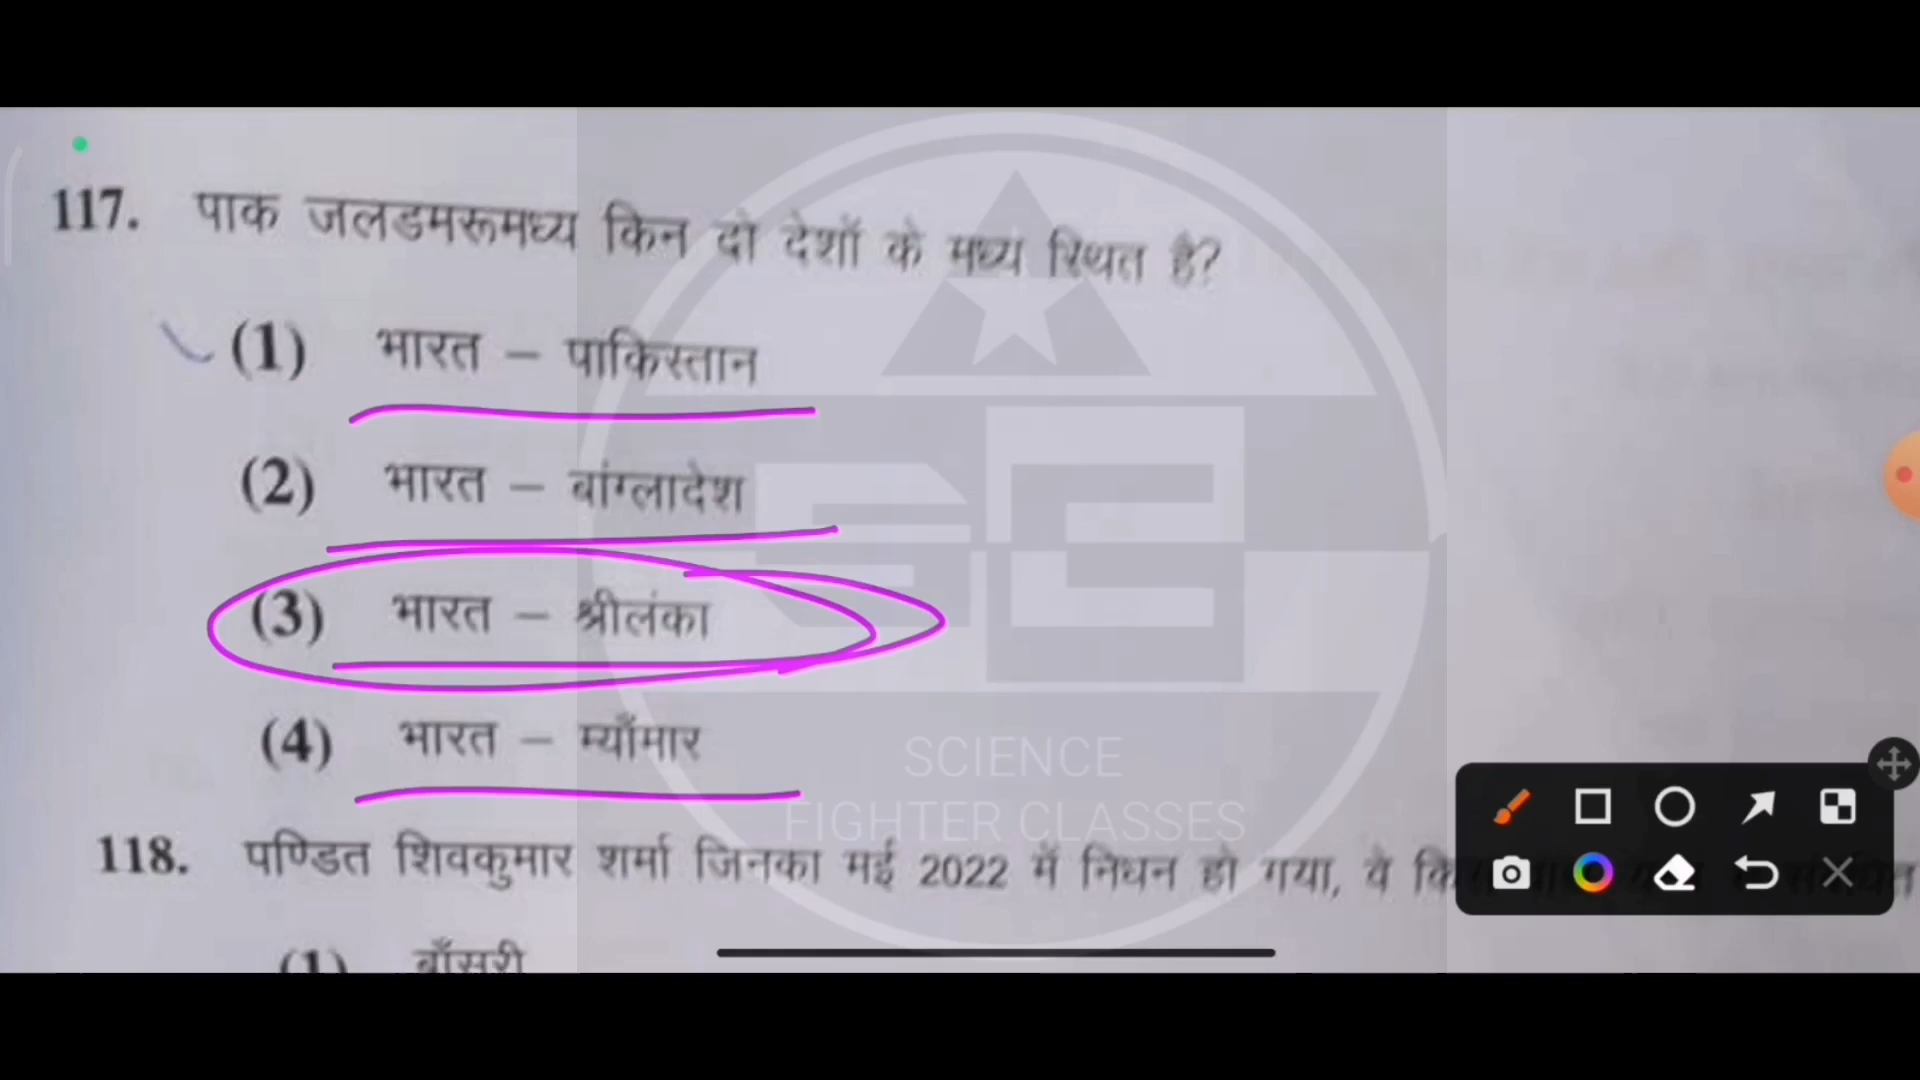 117. पाक जलडमरूमध्य किन दो देशों के मध्य स्थित है?
(1) भारत – पाकिस्तान
(2) भारत – बांग्लादेश
(3) भारत – श्रीलंका
(4) भारत – म्याँमार
SCIENCE
FIGHTER CLASSES
118. पण्डित शिवकुमार शर्मा जिनका मई 2022 में निधन हो गया, वे
(1) बाँसुरी